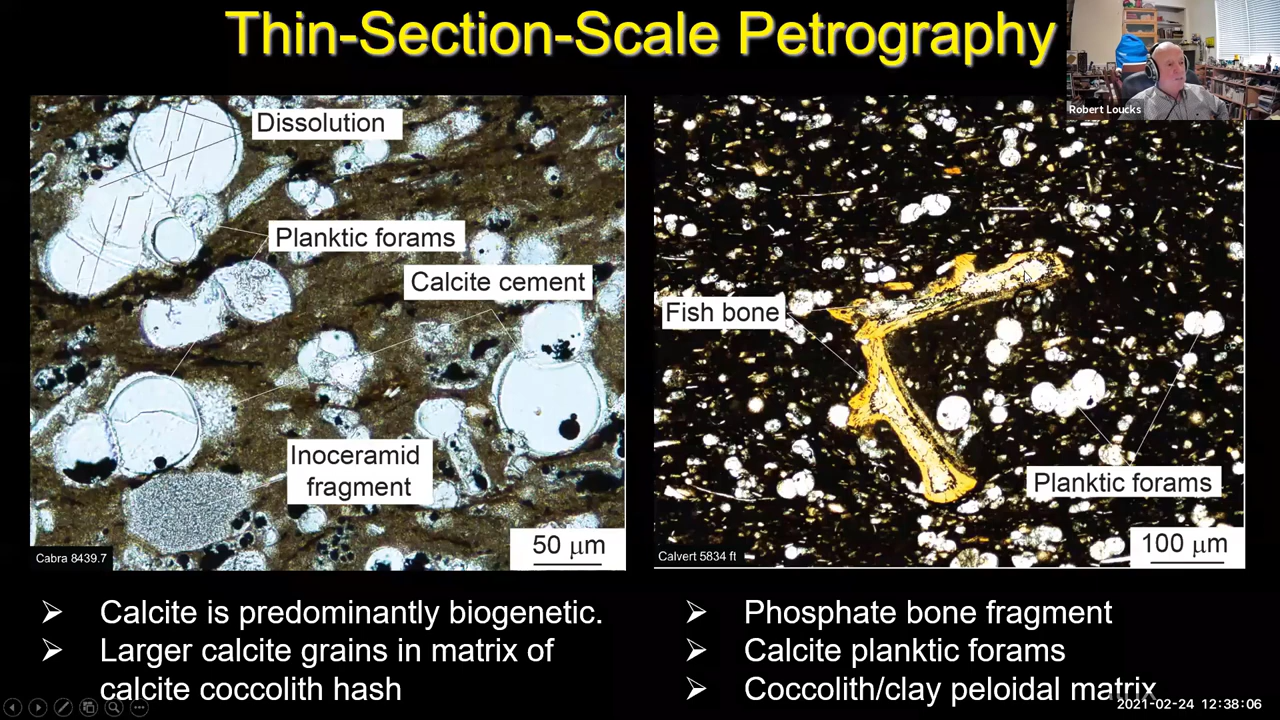 Thin-Section-Scale Petrography
Robert Loucks
Dissolution
Planktic forams
Calcite cement
Inoceramid
fragment
Cabra 8439.7
50 μm
Fish bone
Planktic forams
Calvert 5834 ft
100 μm
➢ Calcite is predominantly biogenetic.
➢ Larger calcite grains in matrix of
calcite coccolith hash
➢ Phosphate bone fragment
➢ Calcite planktic forams
➢ Coccolith/clay peloidal matrix
2021-02-24 12:38:06